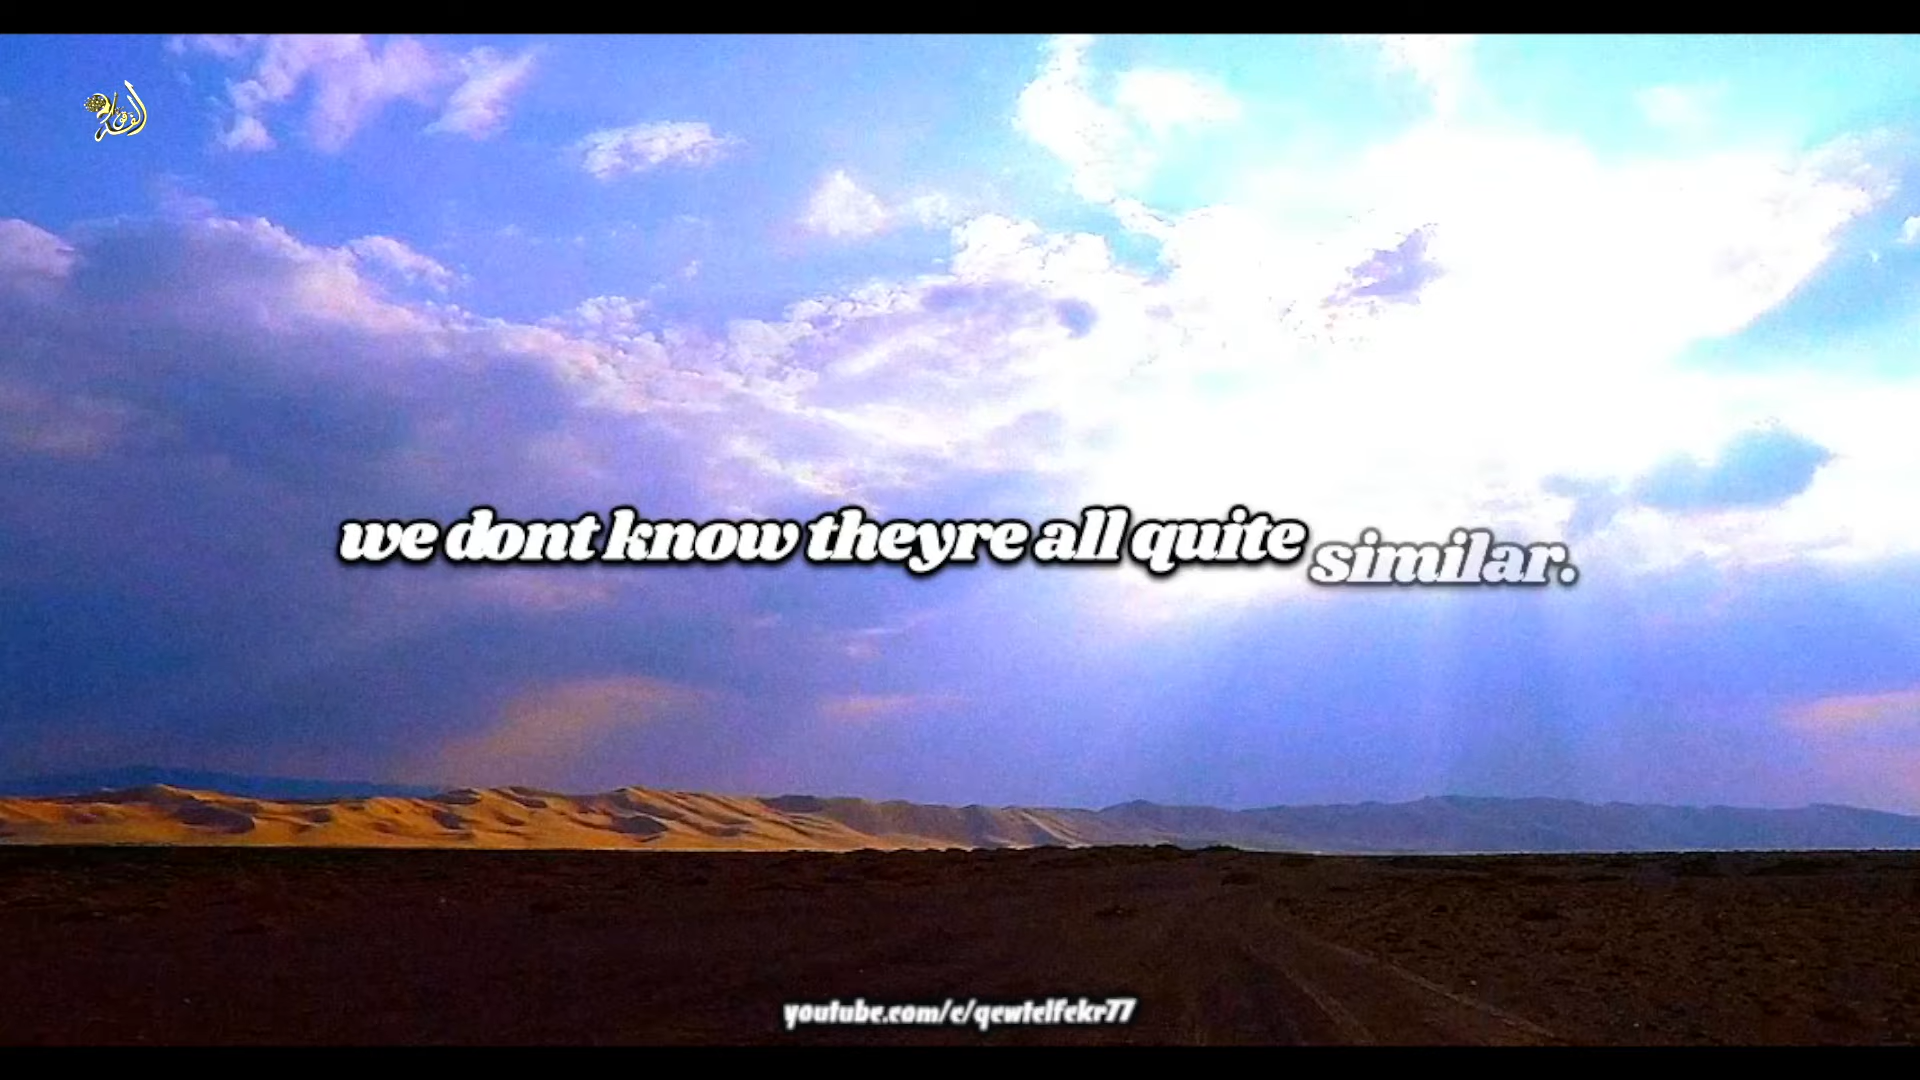 we dont know theyre all quite similar.
youtube.com/c/qewtelfekr77